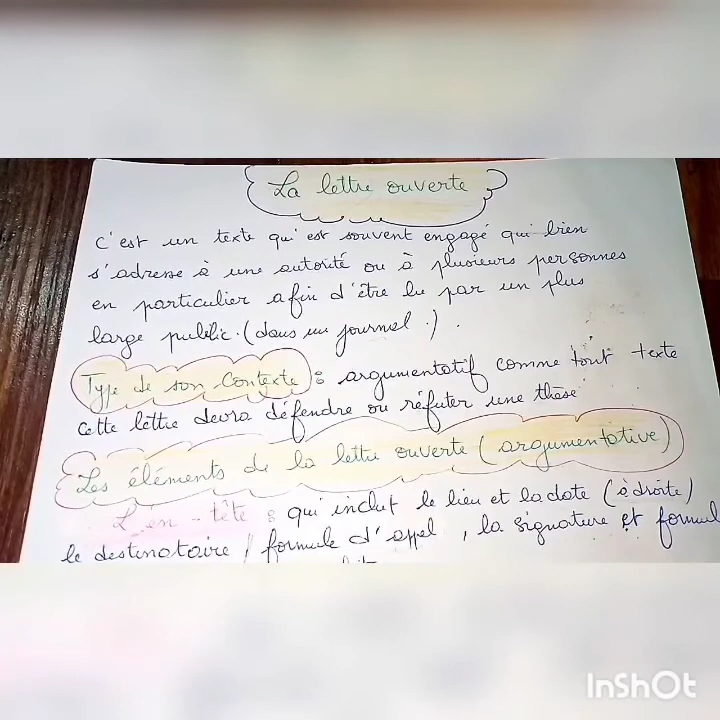 La lettre ouverte
c'est un texte qui est souvent engagé qui bien
s'adresse à une autorité ou à plusieurs personnes
en particulier afin d'être lu par un plus
large public. (dans un journal.).
Type de son contexte : argumentatif comme tout texte
cette lettre devra défendre ou réfuter une thèse
Les éléments de la lettre ouverte (argumentative)
L'en-tête : qui inclut le lieu et la date (à droite)
le destinataire, formule d'appel, la signature et formul
InShOt